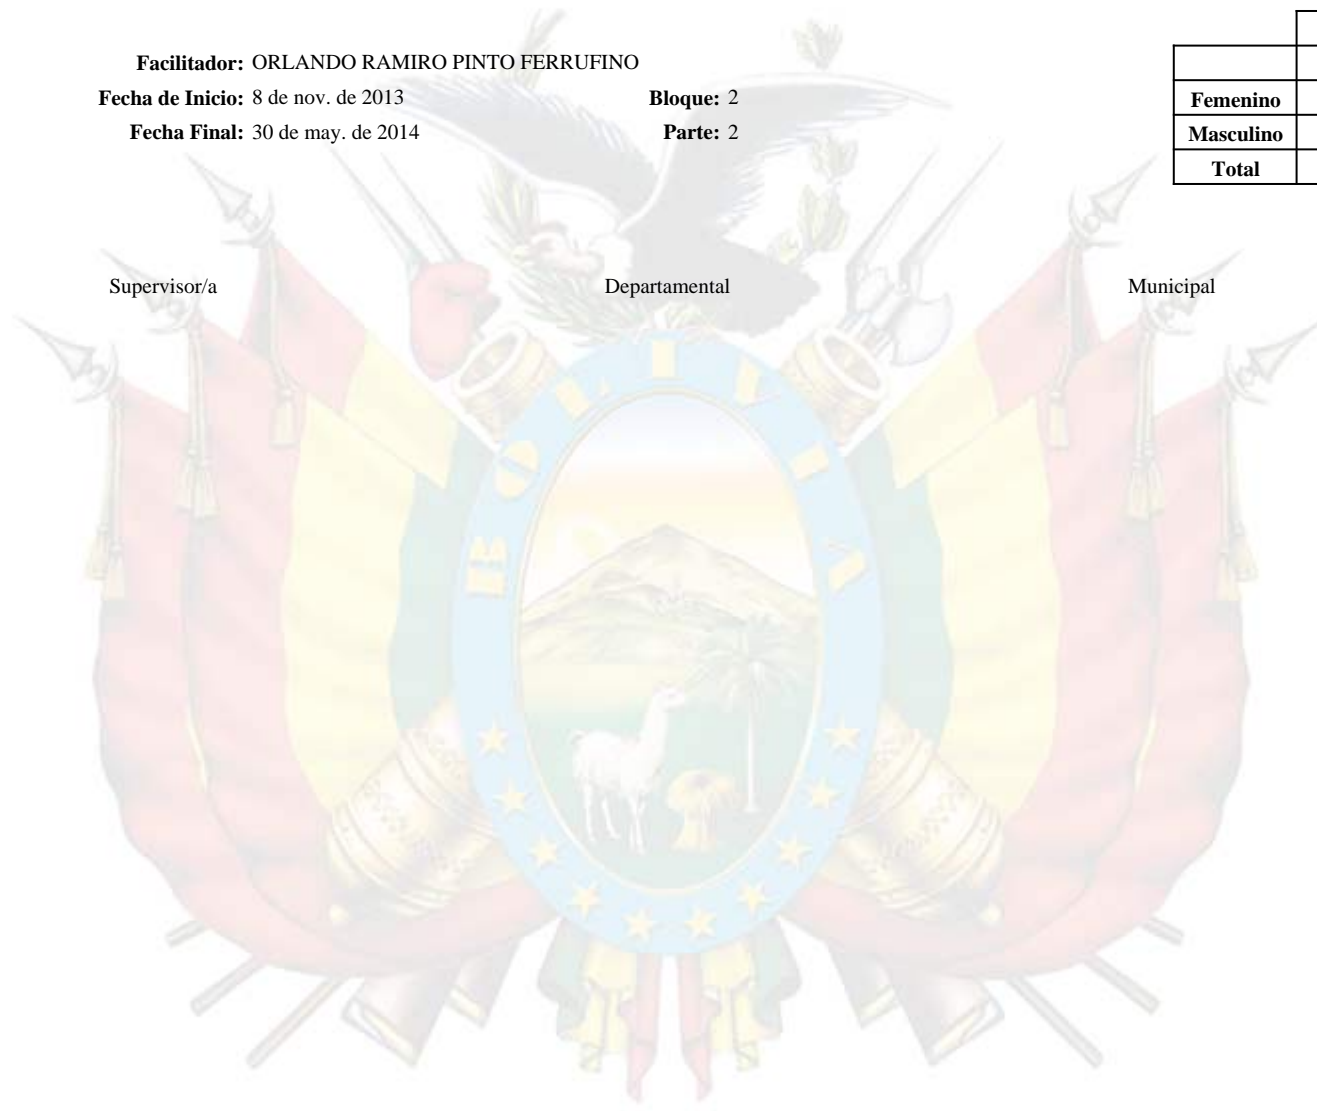 Facilitador: ORLANDO RAMIRO PINTO FERRUFINO
Fecha de Inicio: 8 de nov. de 2013 Bloque: 2
Fecha Final: 30 de may. de 2014 Parte: 2
Femenino
Masculino
Total
Supervisor/a Departamental Municipal
BOLIVIA